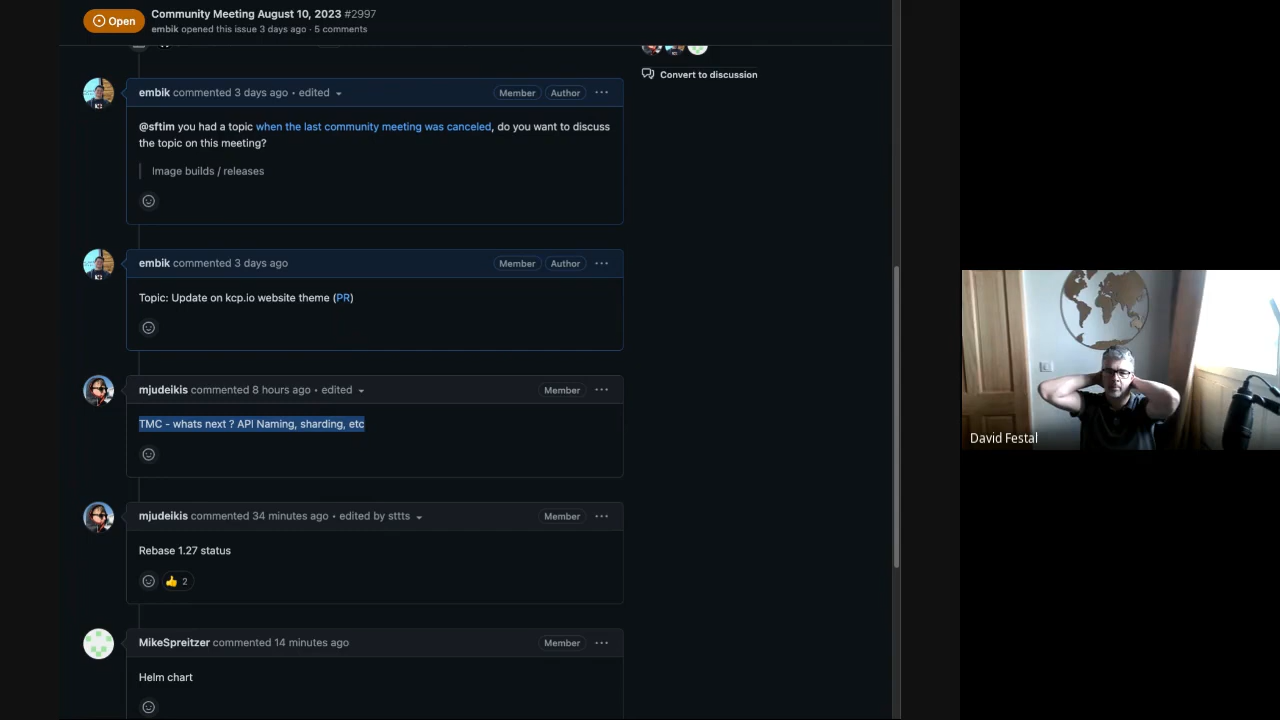 Open
Community Meeting August 10, 2023 #2997
embik opened this issue 3 days ago · 5 comments
Convert to discussion
embik commented 3 days ago • edited
Member
Author
@sftim you had a topic when the last community meeting was canceled, do you want to discuss
the topic on this meeting?
Image builds / releases
embik commented 3 days ago
Member
Author
Topic: Update on kcp.io website theme (PR)
mjudeikis commented 8 hours ago • edited
Member
TMC - whats next ? API Naming, sharding, etc
David Festal
mjudeikis commented 34 minutes ago • edited by sttts
Member
Rebase 1.27 status
2
MikeSpreitzer commented 14 minutes ago
Member
Helm chart